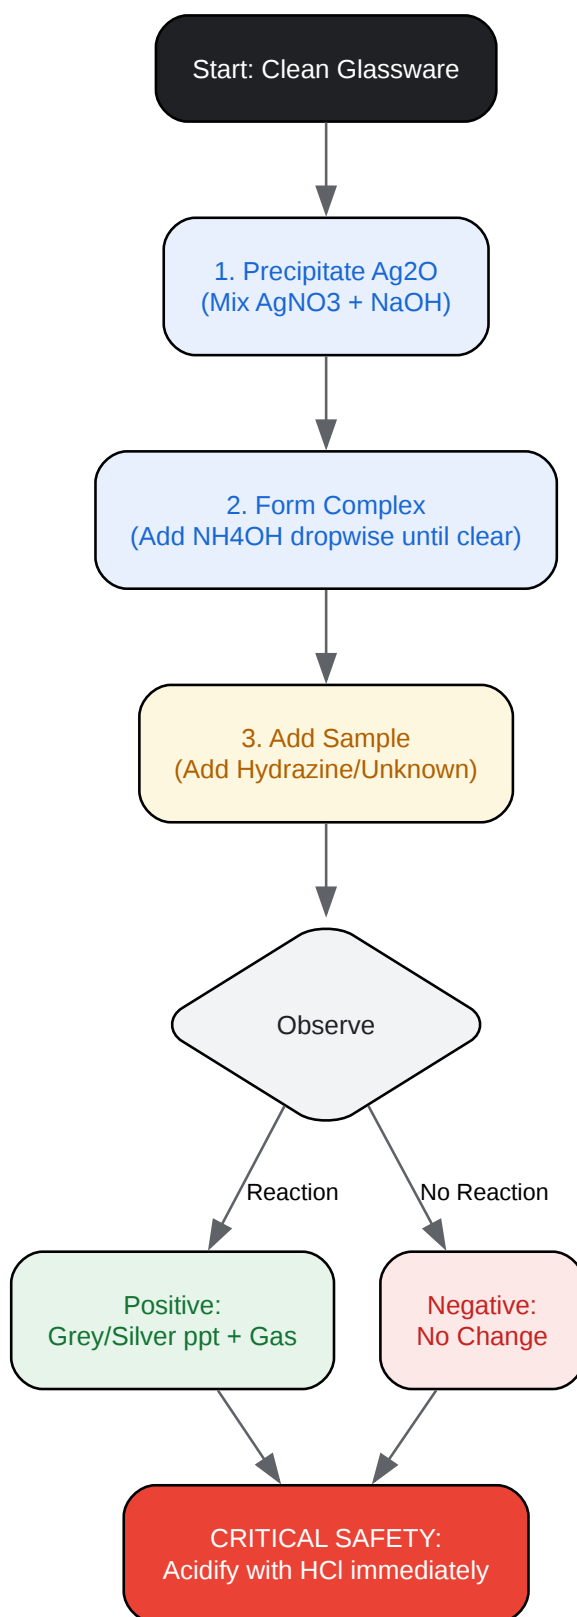 Start: Clean Glassware
1. Precipitate Ag2O
(Mix AgNO3 + NaOH)
2. Form Complex
(Add NH4OH dropwise until clear)
3. Add Sample
(Add Hydrazine/Unknown)
Observe
Reaction
No Reaction
Positive:
Grey/Silver ppt + Gas
Negative:
No Change
CRITICAL SAFETY:
Acidify with HCl immediately